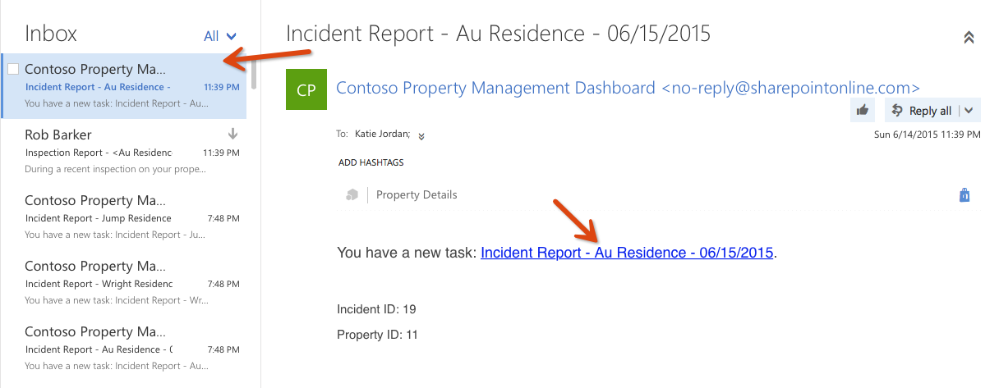 Inbox
All
Contoso Property Ma...
Incident Report - Au Residence -
11:39 PM
You have a new task: Incident Report - Au...
Rob Barker
Inspection Report - <Au Residenc
11:39 PM
During a recent inspection on your prope...
Contoso Property Ma...
Incident Report - Jump Residence
7:48 PM
You have a new task: Incident Report - Ju...
Contoso Property Ma...
Incident Report - Wright Residenc
7:48 PM
You have a new task: Incident Report - Wr...
Contoso Property Ma...
Incident Report - Au Residence - (
7:48 PM
You have a new task: Incident Report - Au...
Incident Report - Au Residence - 06/15/2015
CP
Contoso Property Management Dashboard <no-reply@sharepointonline.com>
Reply all
To: Katie Jordan;
Sun 6/14/2015 11:39 PM
ADD HASHTAGS
Property Details
You have a new task: Incident Report - Au Residence - 06/15/2015.
Incident ID: 19
Property ID: 11